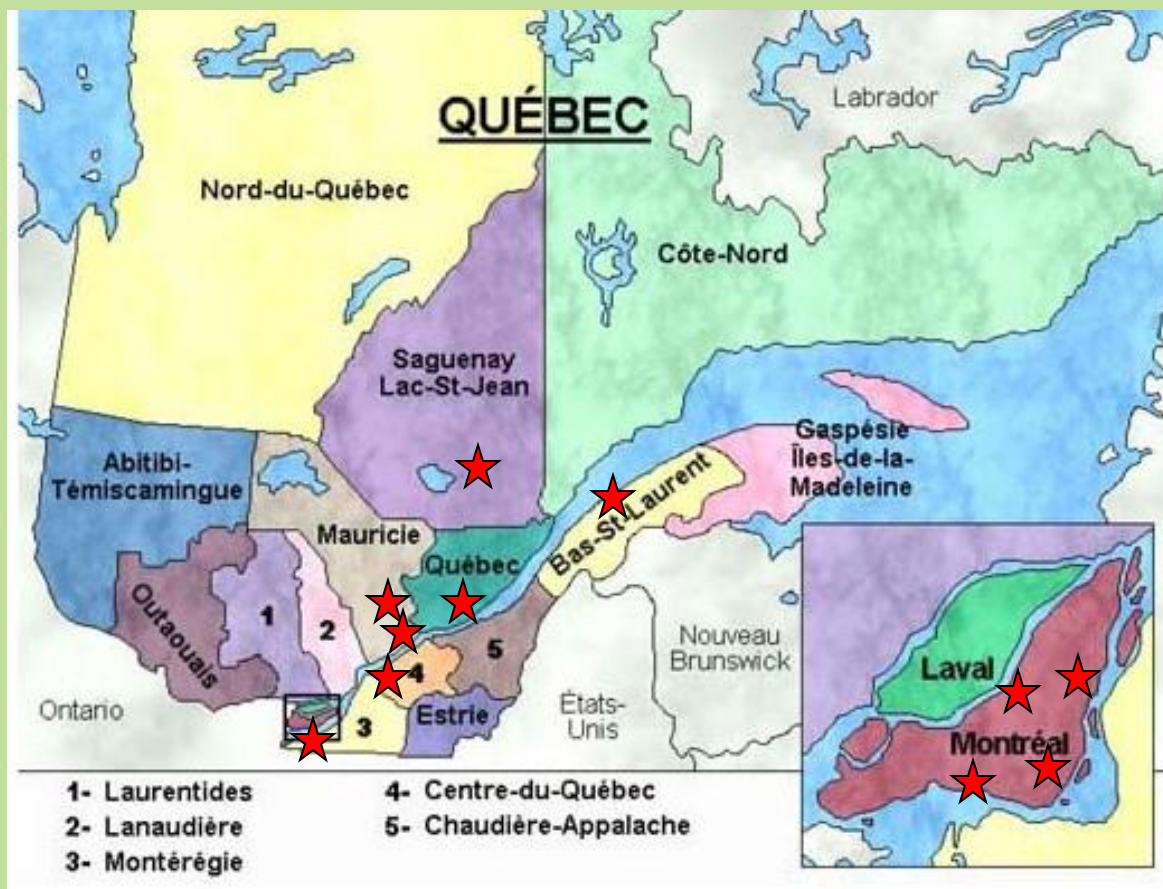 QUÉBEC
Labrador
Nord-du-Québec
Côte-Nord
Saguenay
Lac-St-Jean
Gaspésie
Îles-de-la-
Madeleine
Abitibi-
Témiscamingue
Bas-St-Laurent
Mauricie
Québec
Outaouais
1
2
5
4
3
Nouveau
Brunswick
Laval
Ontario
Estrie
États-
Unis
Montréal
1- Laurentides
2- Lanaudière
3- Montérégie
4- Centre-du-Québec
5- Chaudière-Appalache